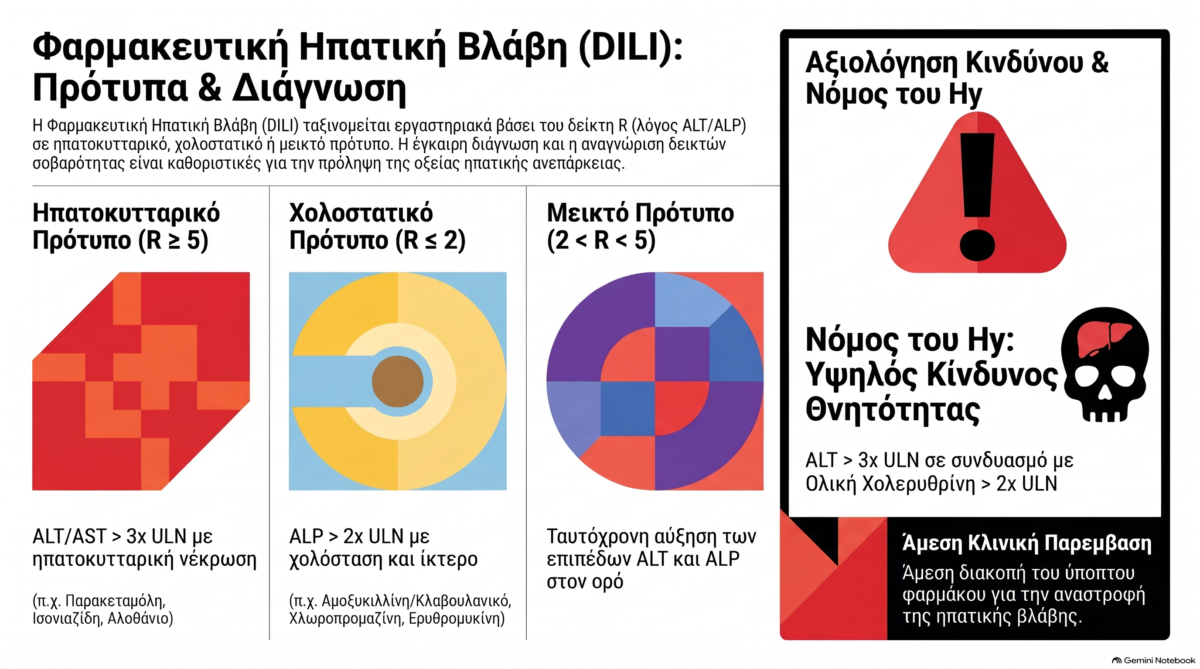 Φαρμακευτική Ηπατική Βλάβη (DILI):
Πρότυπα & Διάγνωση
Η Φαρμακευτική Ηπατική Βλάβη (DILI) ταξινομείται εργαστηριακά βάσει του δείκτη R (λόγος ALT/ALP)
σε ηπατοκυτταρικό, χολοστατικό ή μεικτό πρότυπο. Η έγκαιρη διάγνωση και η αναγνώριση δεικτών
σοβαρότητας είναι καθοριστικές για την πρόληψη της οξείας ηπατικής ανεπάρκειας.
Ηπατοκυτταρικό
Πρότυπο (R ≥ 5)
ALT/AST > 3x ULN με
ηπατοκυτταρική νέκρωση
(π.χ. Παρακεταμόλη,
Ισονιαζίδη, Αλοθάνιο)
Χολοστατικό
Πρότυπο (R ≤ 2)
ALP > 2x ULN με
χολόσταση και ίκτερο
(π.χ. Αμοξυκιλλίνη/Κλαβουλανικό,
Χλωροπρομαζίνη, Ερυθρομυκίνη)
Μεικτό Πρότυπο
(2 < R < 5)
Ταυτόχρονη αύξηση των
επιπέδων ALT και ALP
στον ορό
Αξιολόγηση Κινδύνου &
Νόμος του Hy
Νόμος του Hy:
Υψηλός Κίνδυνος
Θνητότητας
ALT > 3x ULN σε συνδυασμό με
Ολική Χολερυθρίνη > 2x ULN
Άμεση Κλινική Παρεμβαση
Άμεση διακοπή του ύποπτου
φαρμάκου για την αναστροφή
της ηπατικής βλάβης.
Gemini Notebook